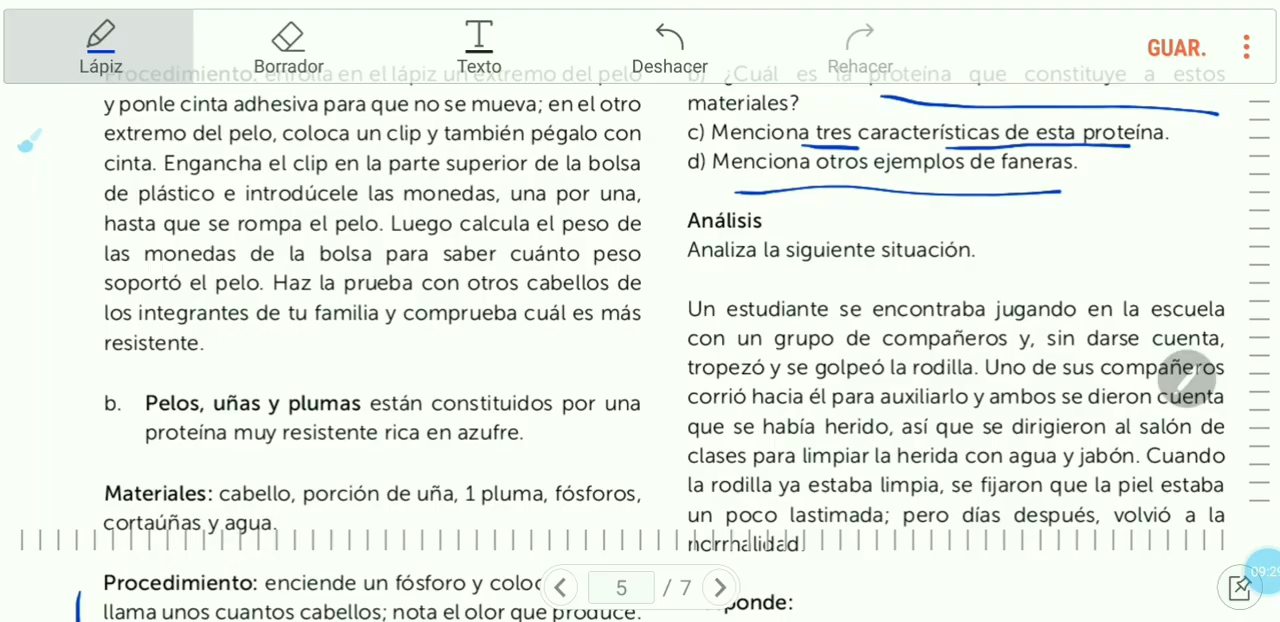 Lápiz
Borrador
Texto
Deshacer
Rehacer
GUAR.
Procedimiento: enrolla en el lápiz un extremo del pelo
y ponle cinta adhesiva para que no se mueva; en el otro
extremo del pelo, coloca un clip y también pégalo con
cinta. Engancha el clip en la parte superior de la bolsa
de plástico e introdúcele las monedas, una por una,
hasta que se rompa el pelo. Luego calcula el peso de
las monedas de la bolsa para saber cuánto peso
soportó el pelo. Haz la prueba con otros cabellos de
los integrantes de tu familia y comprueba cuál es más
resistente.
b. Pelos, uñas y plumas están constituidos por una
proteína muy resistente rica en azufre.
Materiales: cabello, porción de uña, 1 pluma, fósforos,
cortaúñas y agua.
Procedimiento: enciende un fósforo y coloc
llama unos cuantos cabellos; nota el olor que produce.
b) ¿Cuál es la proteína que constituye a estos
materiales?
c) Menciona tres características de esta proteína.
d) Menciona otros ejemplos de faneras.
Análisis
Analiza la siguiente situación.
Un estudiante se encontraba jugando en la escuela
con un grupo de compañeros y, sin darse cuenta,
tropezó y se golpeó la rodilla. Uno de sus compañeros
corrió hacia él para auxiliarlo y ambos se dieron cuenta
que se había herido, así que se dirigieron al salón de
clases para limpiar la herida con agua y jabón. Cuando
la rodilla ya estaba limpia, se fijaron que la piel estaba
un poco lastimada; pero días después, volvió a la
normalidad.
ponde:
5 / 7
09:29